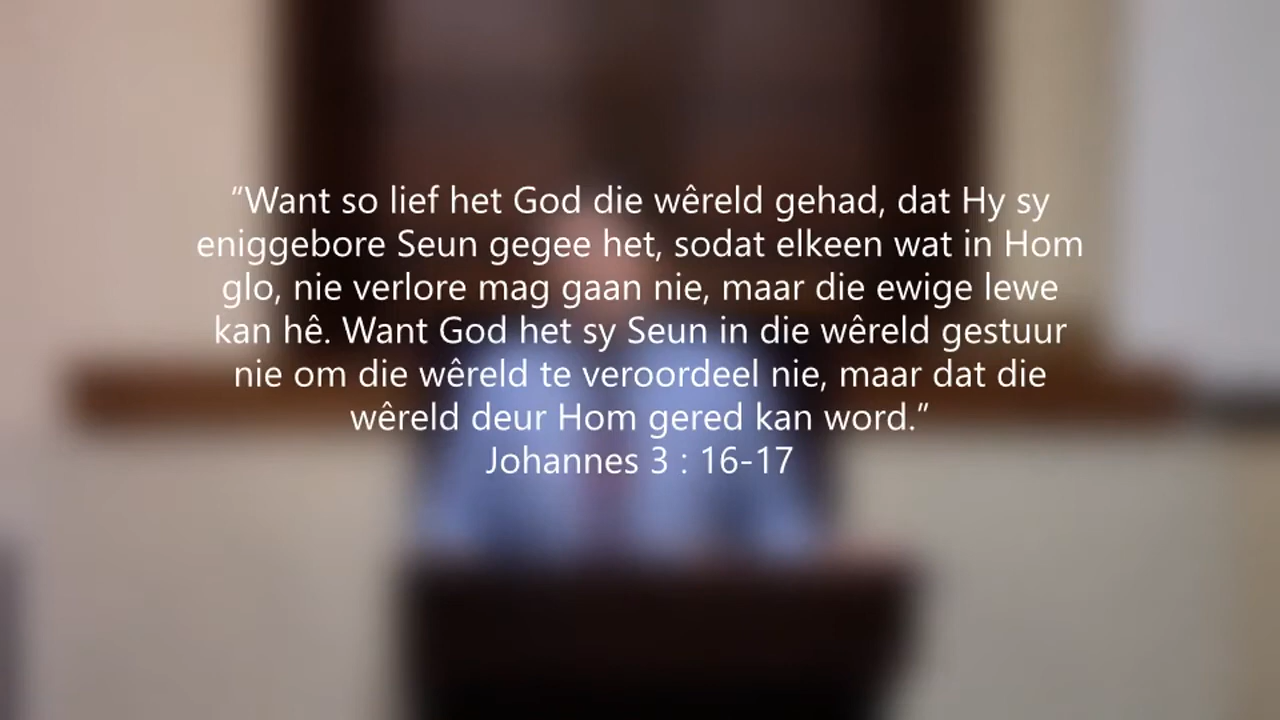 “Want so lief het God die wêreld gehad, dat Hy sy
eniggebore Seun gegee het, sodat elkeen wat in Hom
glo, nie verlore mag gaan nie, maar die ewige lewe
kan hê. Want God het sy Seun in die wêreld gestuur
nie om die wêreld te veroordeel nie, maar dat die
wêreld deur Hom gered kan word.”
Johannes 3 : 16-17